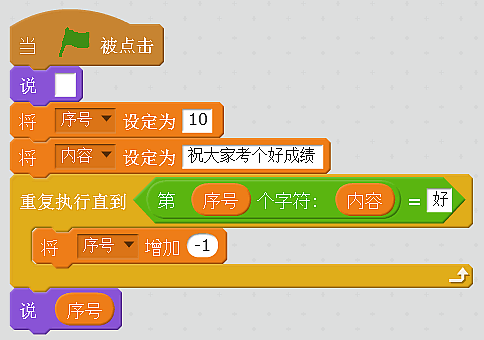 当 被点击
说
将 序号 设定为 10
将 内容 设定为 祝大家考个好成绩
重复执行直到 第 序号 个字符: 内容 = 好
将 序号 增加 -1
说 序号